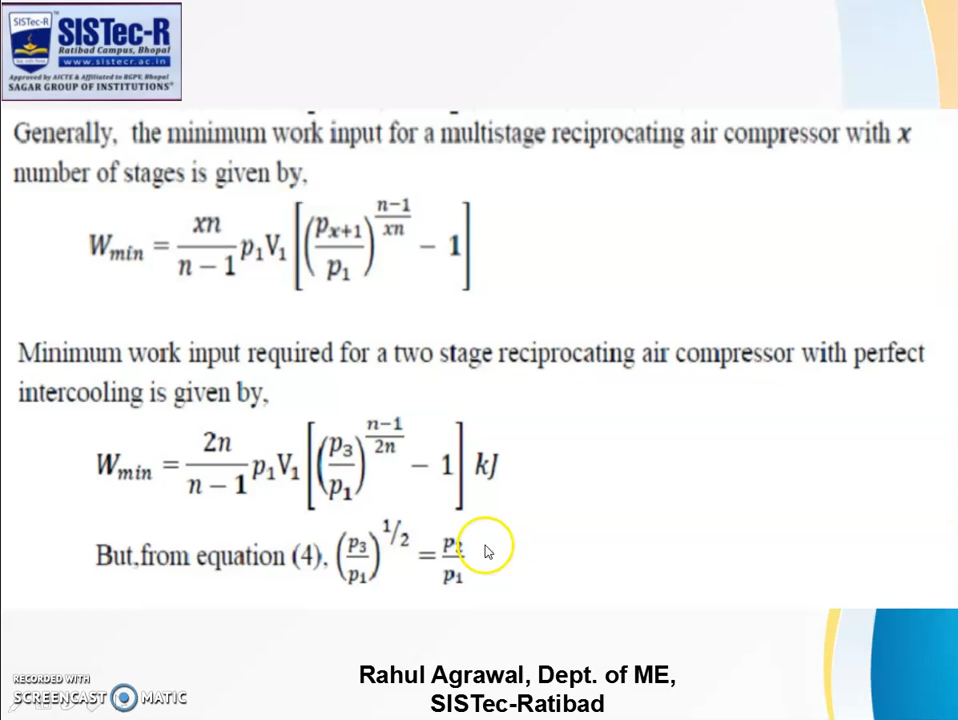 SISTec-R
SISTec-R
Ratibad Campus, Bhopal
www.sistecr.ac.in
Approved by AICTE & Affiliated to RGPV, Bhopal
SAGAR GROUP OF INSTITUTIONS®
Generally, the minimum work input for a multistage reciprocating air compressor with x
number of stages is given by,
W_min = xn/(n − 1) p₁V₁ [(p_{x+1}/p₁)^{(n−1)/xn} − 1]
Minimum work input required for a two stage reciprocating air compressor with perfect
intercooling is given by,
W_min = 2n/(n − 1) p₁V₁ [(p₃/p₁)^{(n−1)/2n} − 1] kJ
But,from equation (4), (p₃/p₁)^{1/2} = p₂/p₁
RECORDED WITH
SCREENCAST MATIC
Rahul Agrawal, Dept. of ME,
SISTec-Ratibad